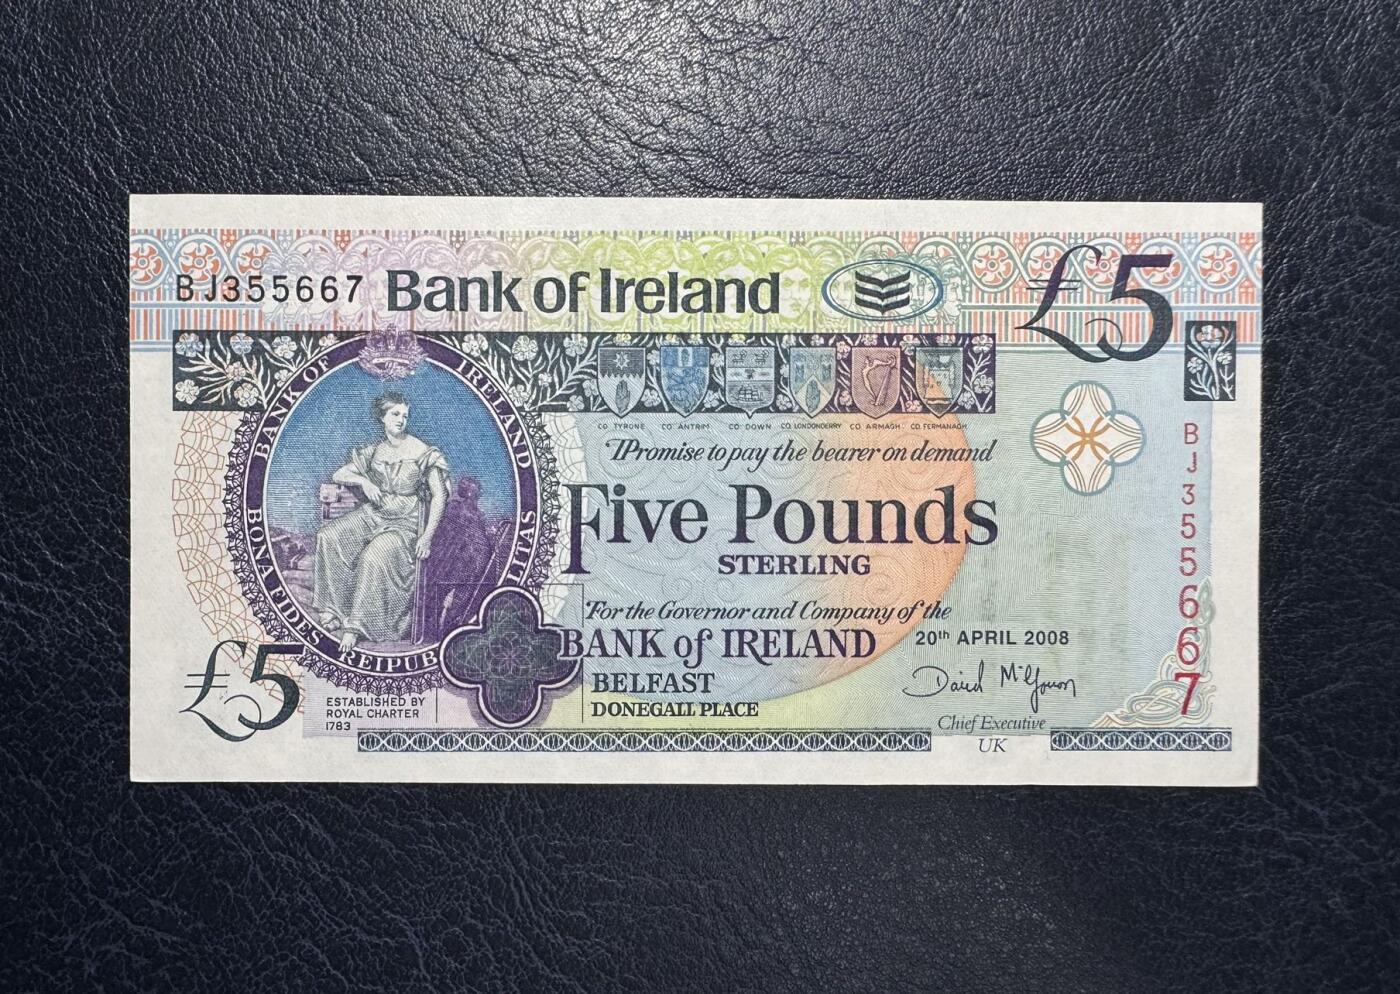 BJ355667 Bank of Ireland £5
BANK OF IRELAND
BONA FIDES REIPUB LITAS
CO TYRONE CO ANTRIM CO DOWN CO LONDONDERRY CO ARMAGH CO FERMANAGH
Promise to pay the bearer on demand
Five Pounds
STERLING
For the Governor and Company of the
BANK of IRELAND
BELFAST
DONEGALL PLACE
20th APRIL 2008
Chief Executive
UK
£5
ESTABLISHED BY
ROYAL CHARTER
1783
BJ355667